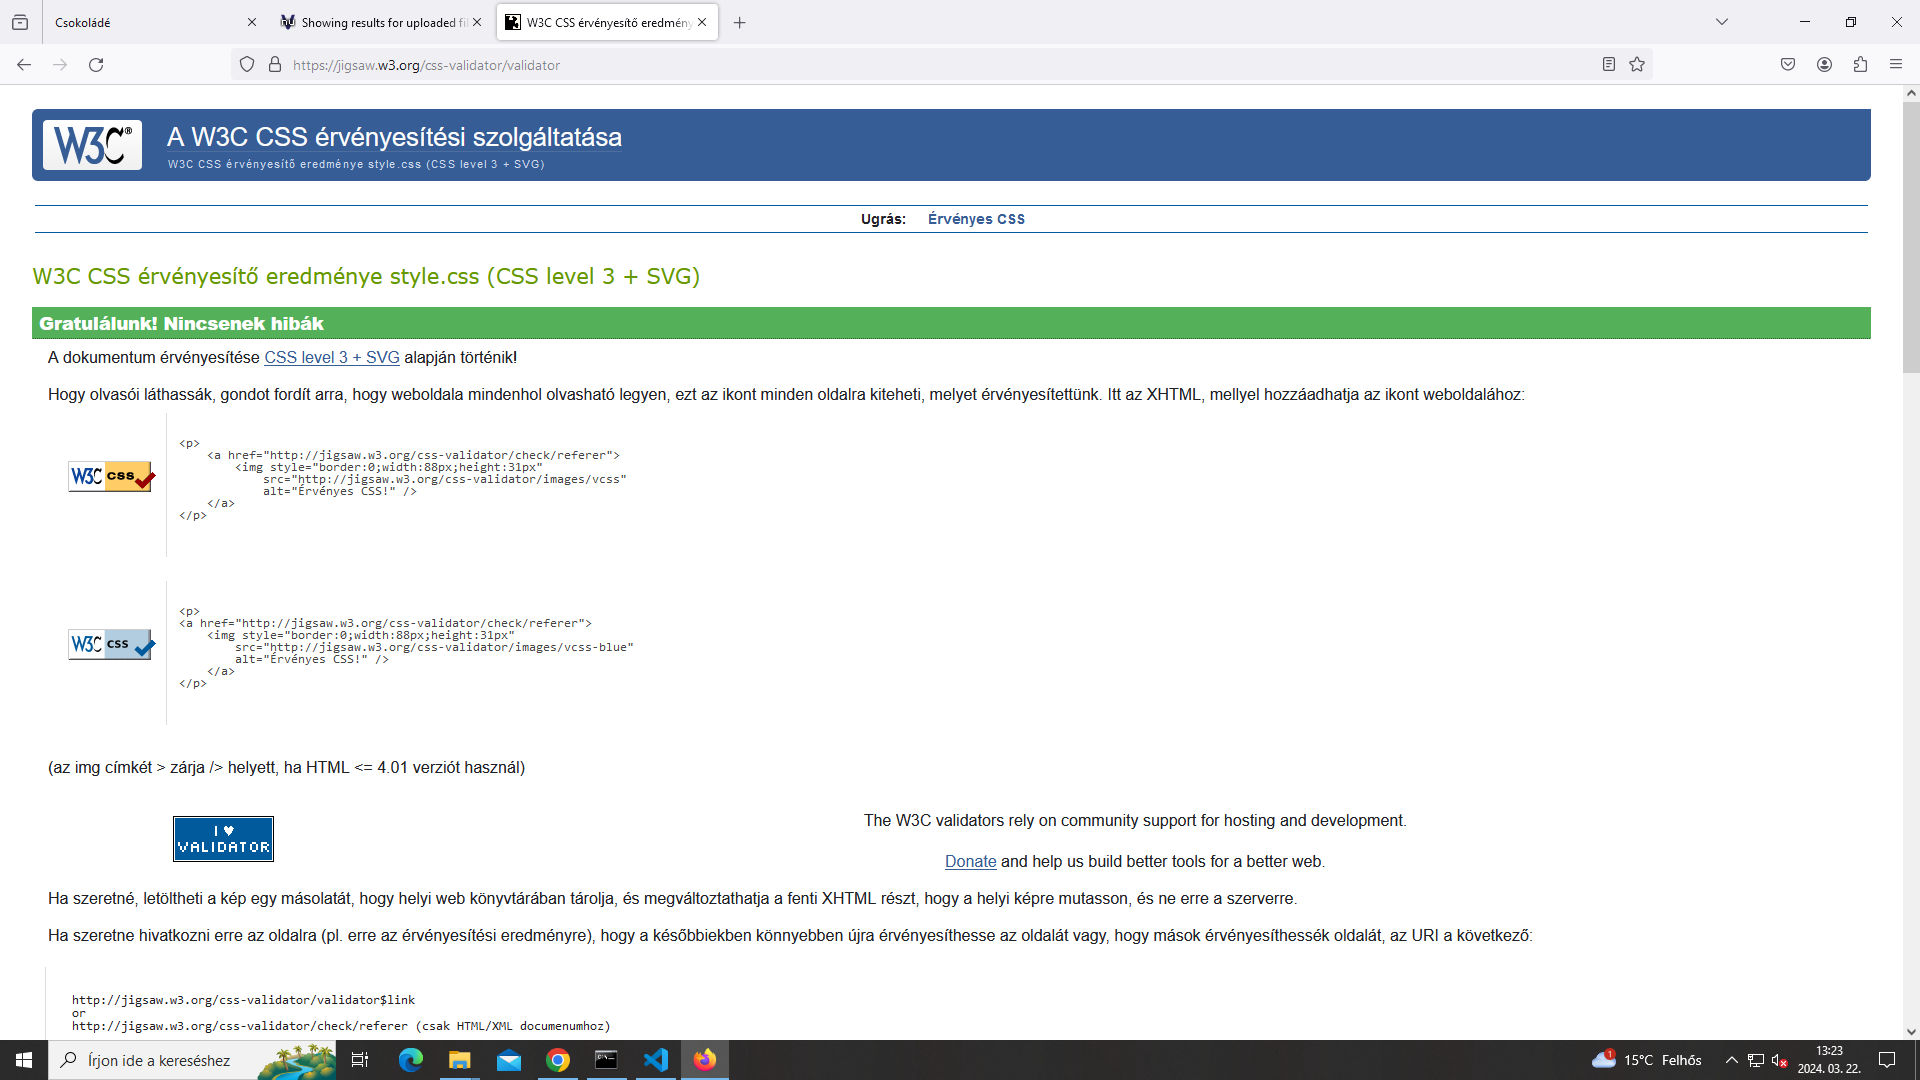 Csokoládé
Showing results for uploaded fil
W3C CSS érvényesítő eredmény
https://jigsaw.w3.org/css-validator/validator
W3C®
A W3C CSS érvényesítési szolgáltatása
W3C CSS érvényesítő eredménye style.css (CSS level 3 + SVG)
Ugrás: Érvényes CSS
W3C CSS érvényesítő eredménye style.css (CSS level 3 + SVG)
Gratulálunk! Nincsenek hibák
A dokumentum érvényesítése CSS level 3 + SVG alapján történik!
Hogy olvasói láthassák, gondot fordít arra, hogy weboldala mindenhol olvasható legyen, ezt az ikont minden oldalra kiteheti, melyet érvényesítettünk. Itt az XHTML, mellyel hozzáadhatja az ikont weboldalához:
W3C CSS
<p>
<a href="http://jigsaw.w3.org/css-validator/check/referer">
<img style="border:0;width:88px;height:31px"
src="http://jigsaw.w3.org/css-validator/images/vcss"
alt="Érvényes CSS!" />
</a>
</p>
W3C CSS
<p>
<a href="http://jigsaw.w3.org/css-validator/check/referer">
<img style="border:0;width:88px;height:31px"
src="http://jigsaw.w3.org/css-validator/images/vcss-blue"
alt="Érvényes CSS!" />
</a>
</p>
(az img címkét > zárja /> helyett, ha HTML <= 4.01 verziót használ)
I ♥
VALIDATOR
The W3C validators rely on community support for hosting and development.
Donate and help us build better tools for a better web.
Ha szeretné, letöltheti a kép egy másolatát, hogy helyi web könyvtárában tárolja, és megváltoztathatja a fenti XHTML részt, hogy a helyi képre mutasson, és ne erre a szerverre.
Ha szeretne hivatkozni erre az oldalra (pl. erre az érvényesítési eredményre), hogy a későbbiekben könnyebben újra érvényesíthesse az oldalát vagy, hogy mások érvényesíthessék oldalát, az URI a következő:
http://jigsaw.w3.org/css-validator/validator$link
or
http://jigsaw.w3.org/css-validator/check/referer (csak HTML/XML documenumhoz)
Írjon ide a kereséshez
1
15°C Felhős
13:23
2024. 03. 22.